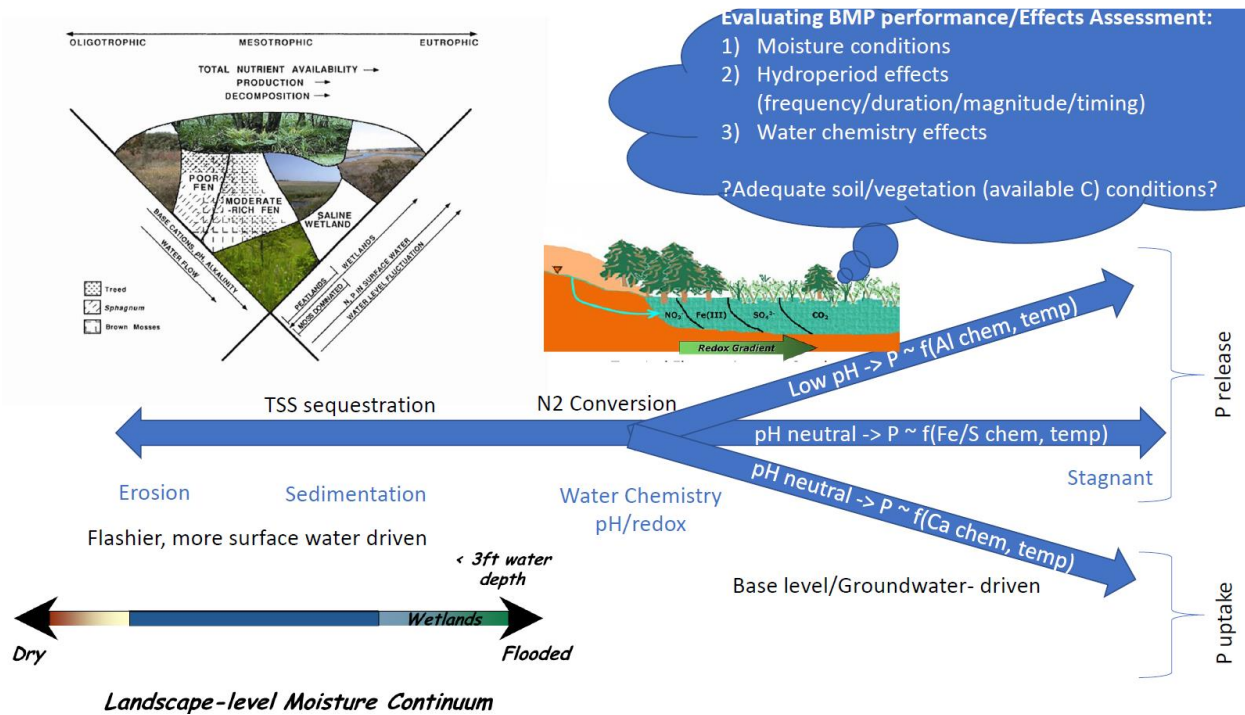 OLIGOTROPHIC MESOTROPHIC EUTROPHIC
TOTAL NUTRIENT AVAILABILITY →
PRODUCTION →
DECOMPOSITION →
POOR
FEN
MODERATE
-RICH FEN
SALINE
WETLAND
BASE CATIONS, pH, ALKALINITY
WATER FLOW
PEATLANDS
WETLANDS
MOSS DOMINATED
N, P IN SURFACE WATER
WATER LEVEL FLUCTUATION
Treed
Sphagnum
Brown Mosses
Evaluating BMP performance/Effects Assessment:
1) Moisture conditions
2) Hydroperiod effects
(frequency/duration/magnitude/timing)
3) Water chemistry effects
?Adequate soil/vegetation (available C) conditions?
NO₃⁻ Fe(III) SO₄²⁻ CO₂
Redox Gradient
TSS sequestration
N2 Conversion
Low pH -> P ~ f(Al chem, temp)
pH neutral -> P ~ f(Fe/S chem, temp)
pH neutral -> P ~ f(Ca chem, temp)
P release
P uptake
Erosion
Sedimentation
Water Chemistry
pH/redox
Stagnant
Flashier, more surface water driven
Base level/Groundwater- driven
< 3ft water
depth
Wetlands
Dry
Flooded
Landscape-level Moisture Continuum